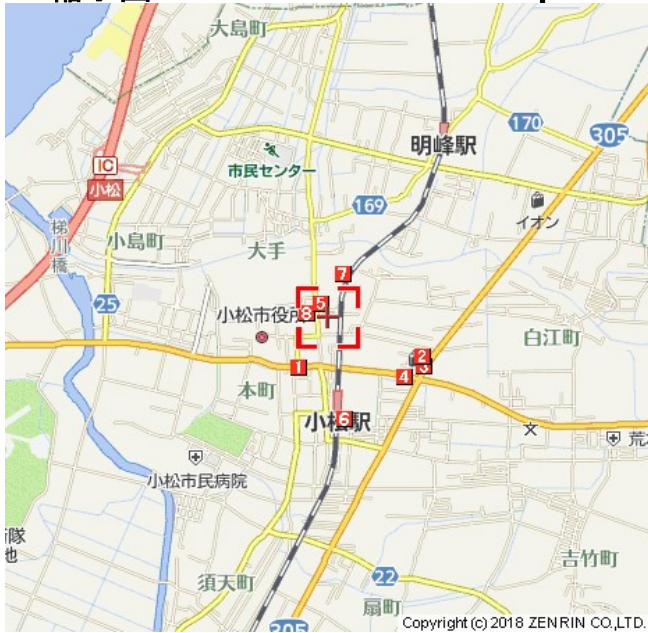 大島町
明峰駅
170
305
市民センター
IC
小松
169
イオン
梯川橋
小島町
大手
7
5
8
小松市役所
25
白江町
2
1
3
4
本町
6
小松駅
荒
小松市民病院
隊
地
吉竹町
須天町
22
扇町
305
Copyright (c) 2018 ZENRIN CO.,LTD.